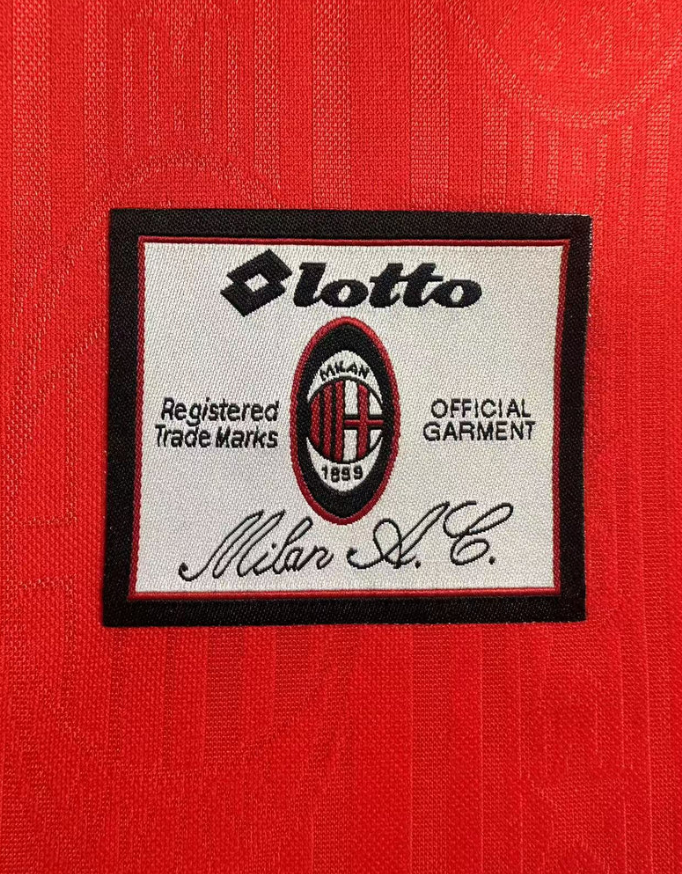 lotto
MILAN
Registered
Trade Marks
OFFICIAL
GARMENT
1899
Milan A.C.